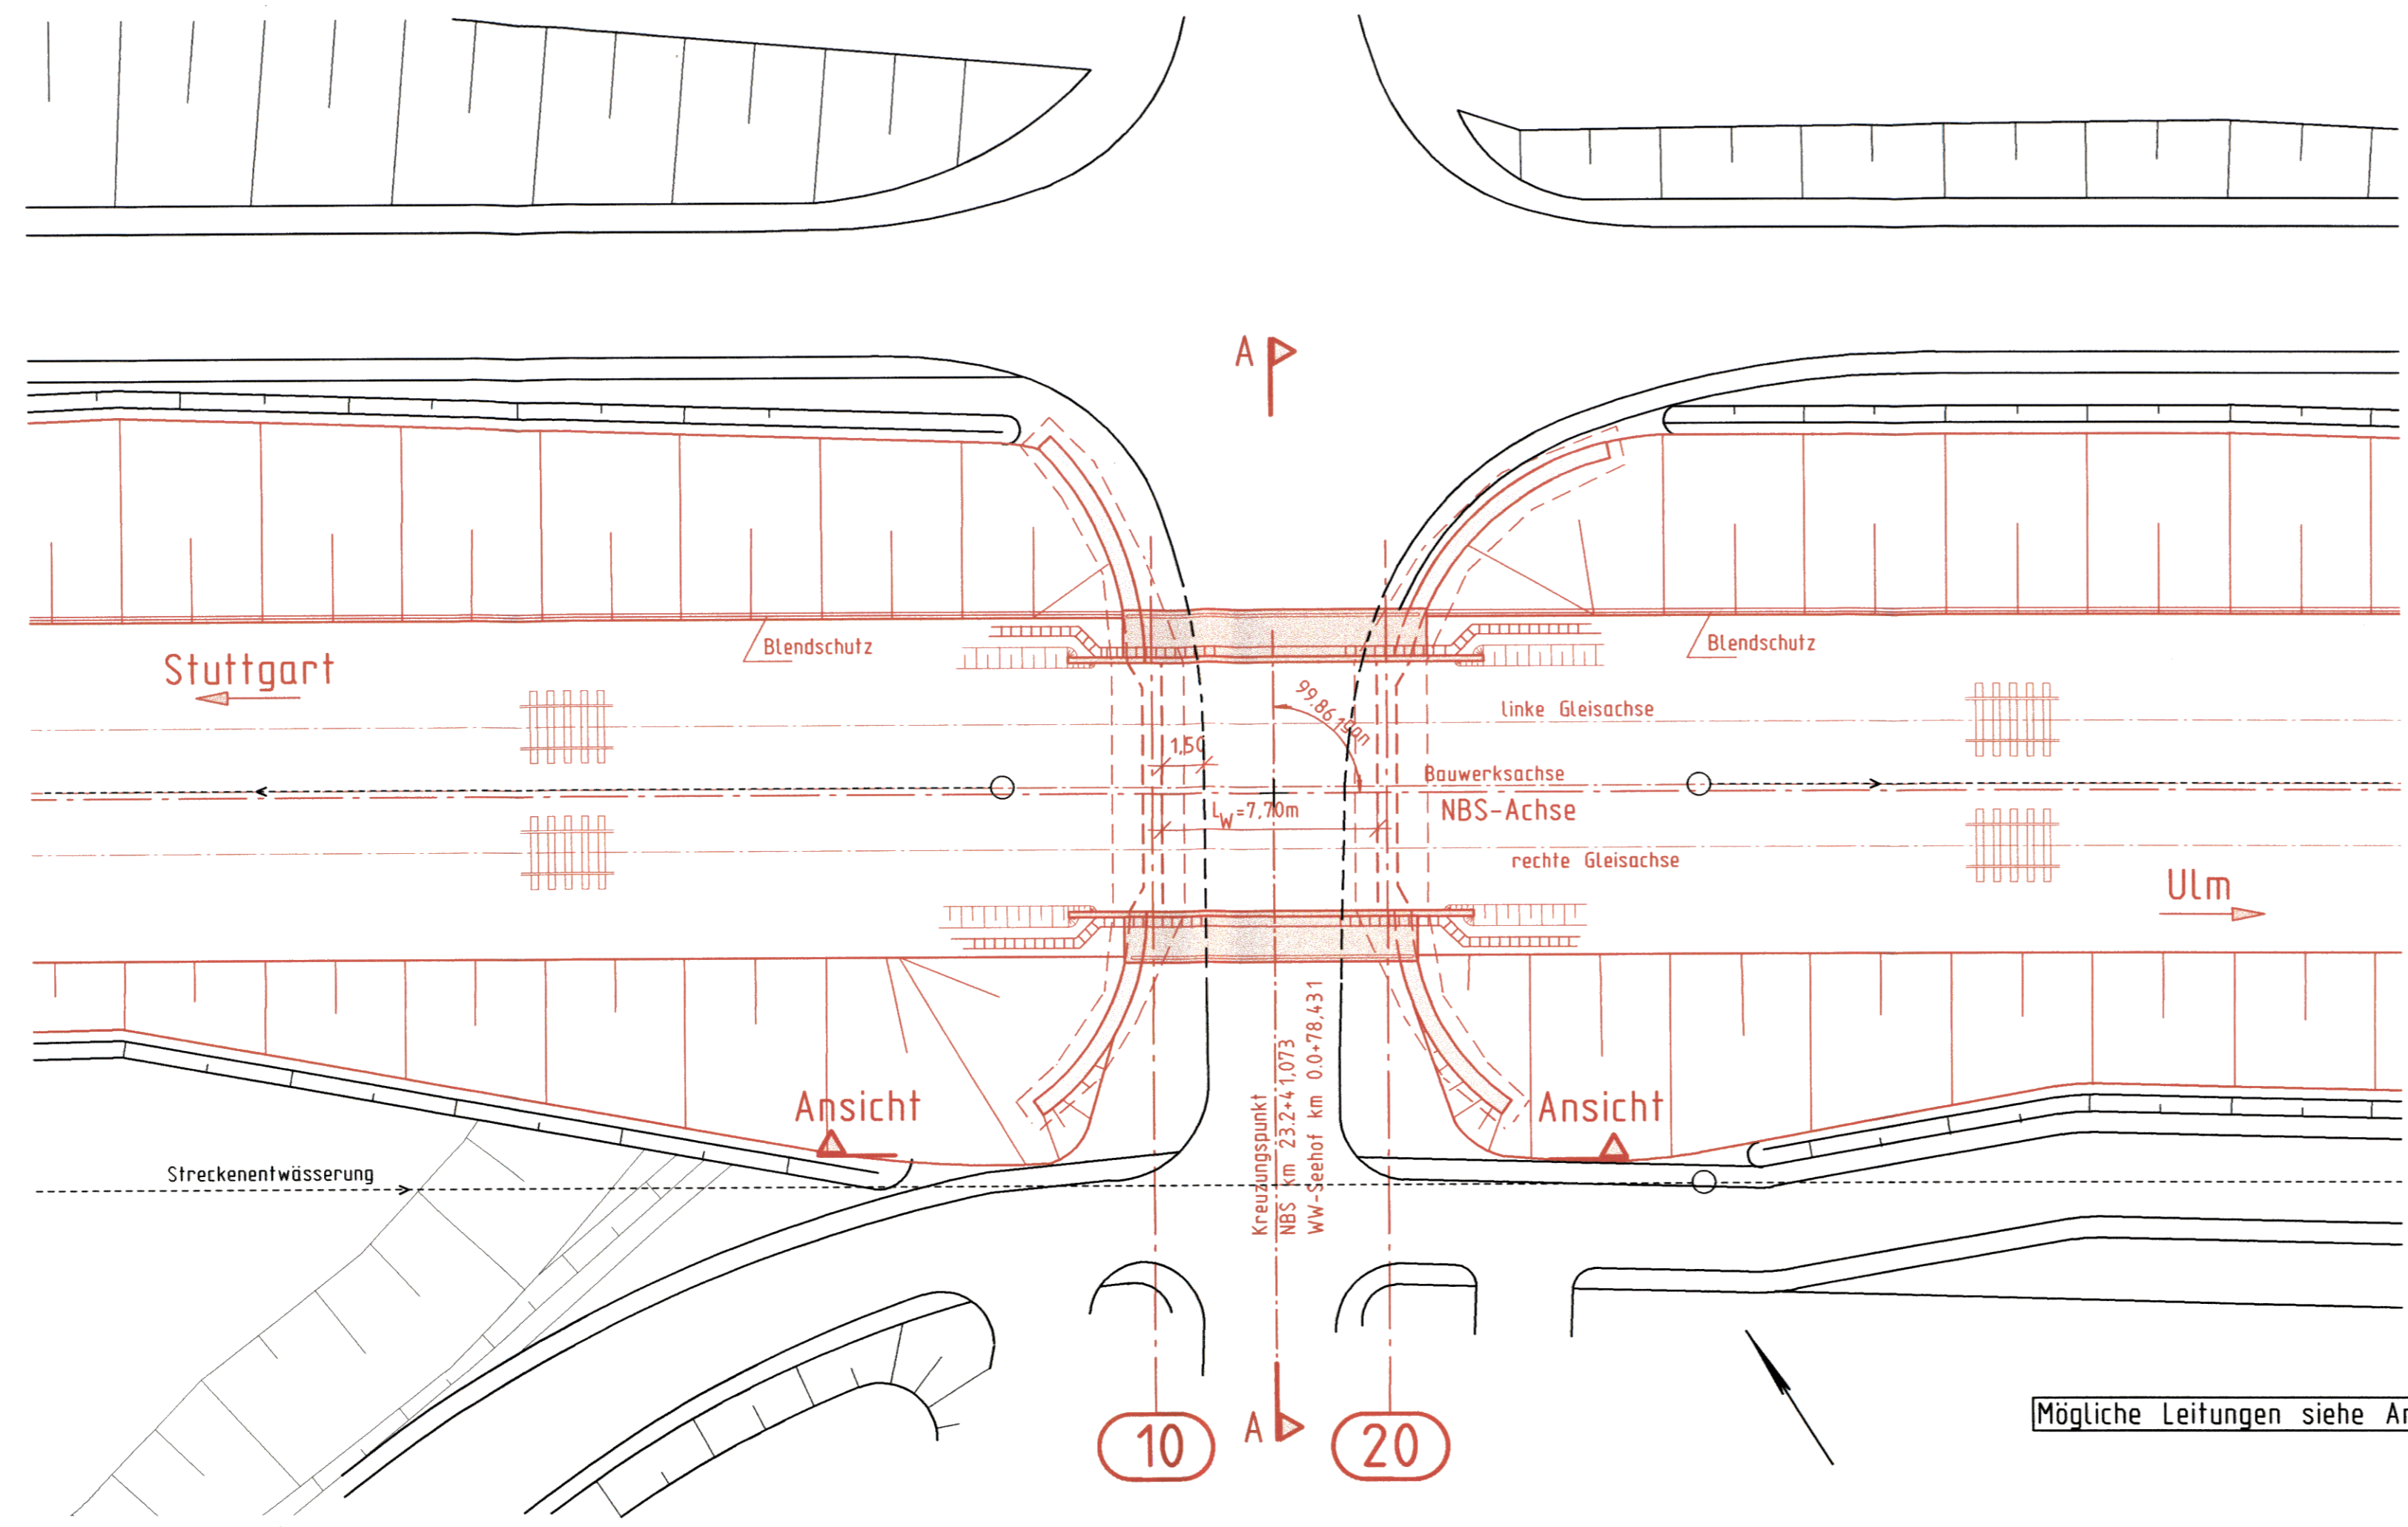 A
Blendschutz
Blendschutz
Stuttgart
99,861gon
linke Gleisachse
1,50
Bauwerksachse
LW=7,70m
NBS-Achse
rechte Gleisachse
Ulm
Kreuzungspunkt
NBS km 23.2+41,073
WW-Seehof km 0.0+78,431
Ansicht
Ansicht
Streckenentwässerung
10
A
20
Mögliche Leitungen siehe